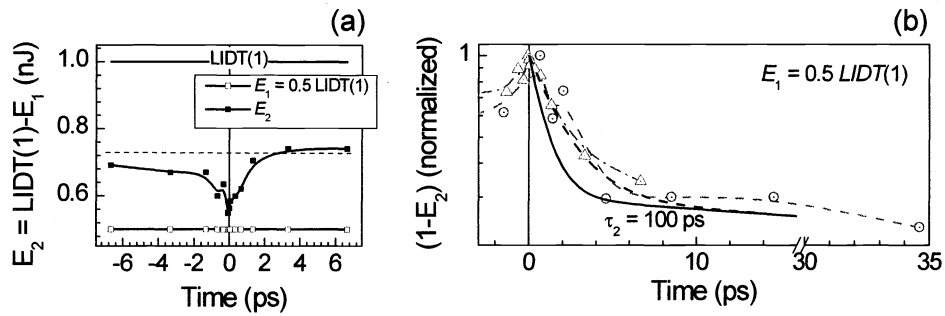 (a)
E₂ = LIDT(1)-E₁ (nJ)
1.0
0.8
0.6
LIDT(1)
E₁ = 0.5 LIDT(1)
E₂
-6 -4 -2 0 2 4 6
Time (ps)
(b)
(1-E₂) (normalized)
1
E₁ = 0.5 LIDT(1)
τ₂ = 100 ps
0 10 30 35
Time (ps)